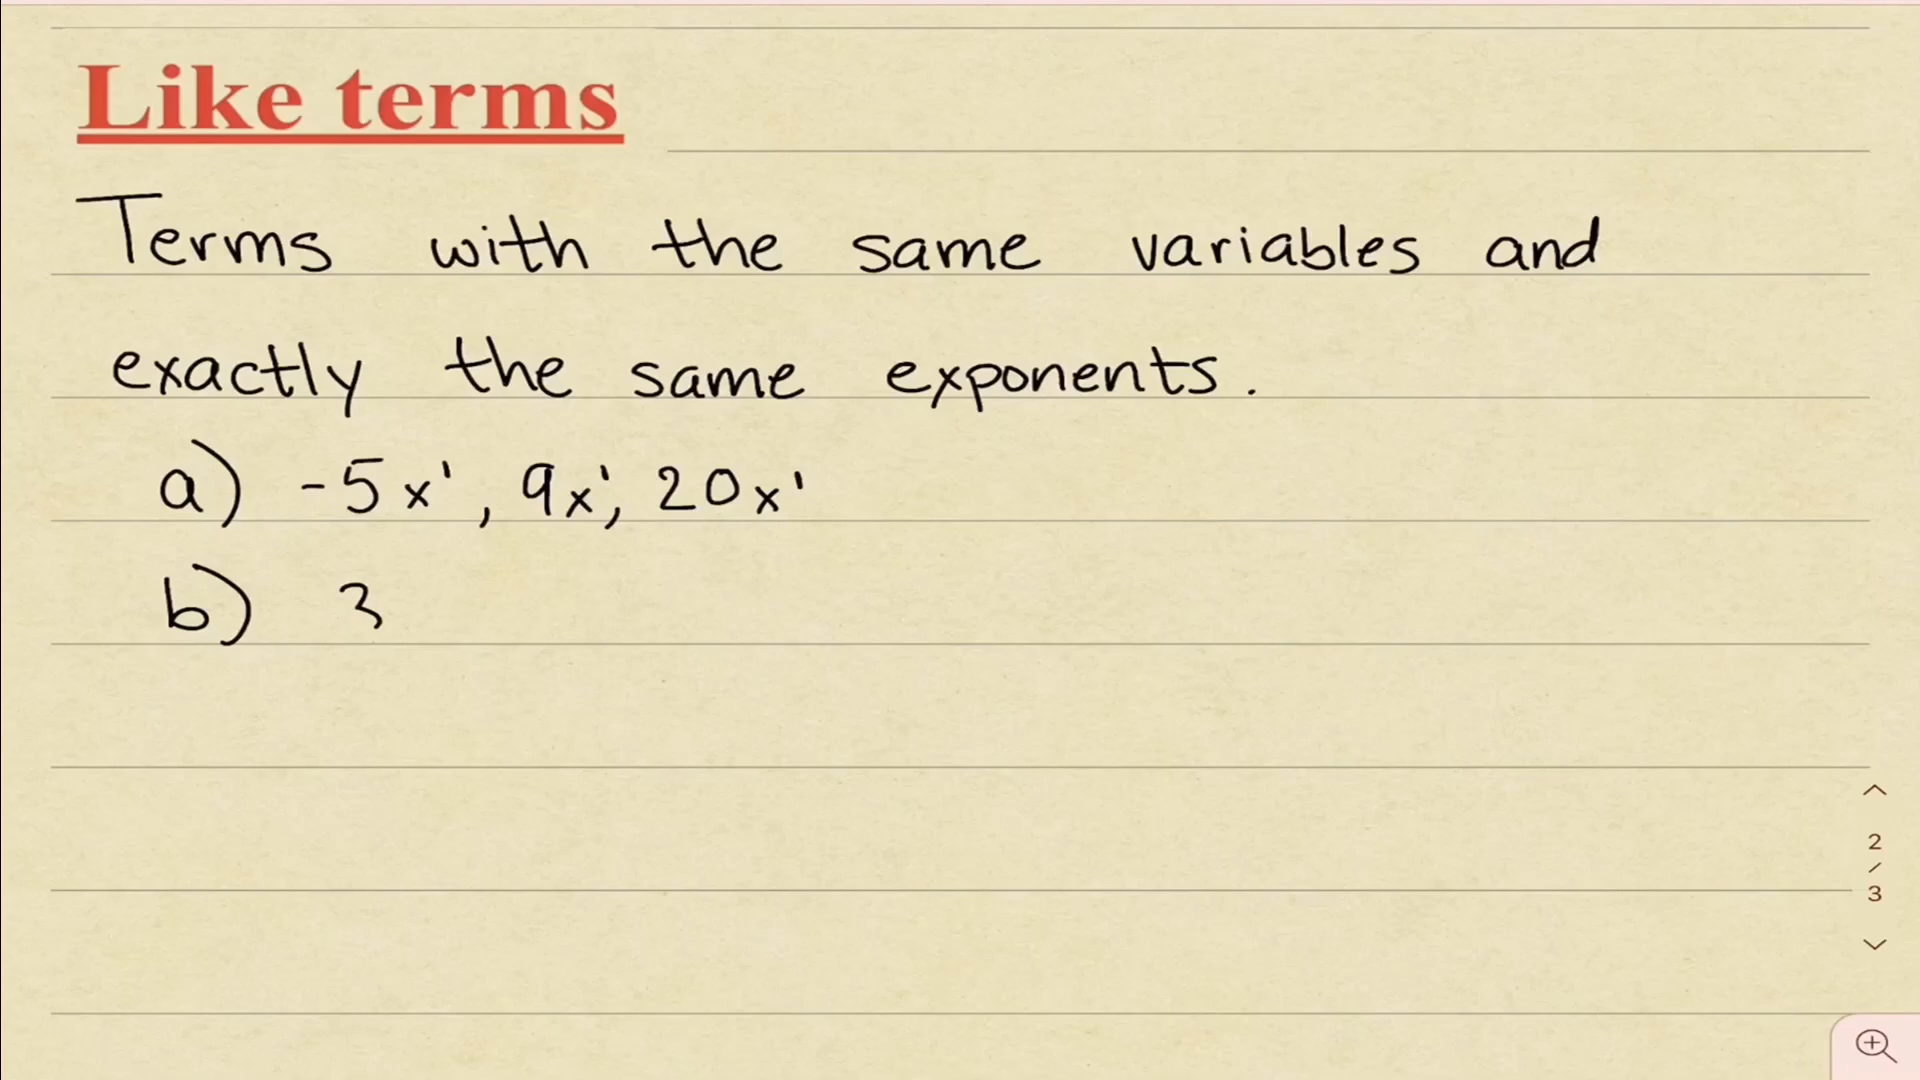 Like terms
Terms with the same variables and
exactly the same exponents.
a) -5x¹, 9x¹, 20x¹
b) 3
2
/
3